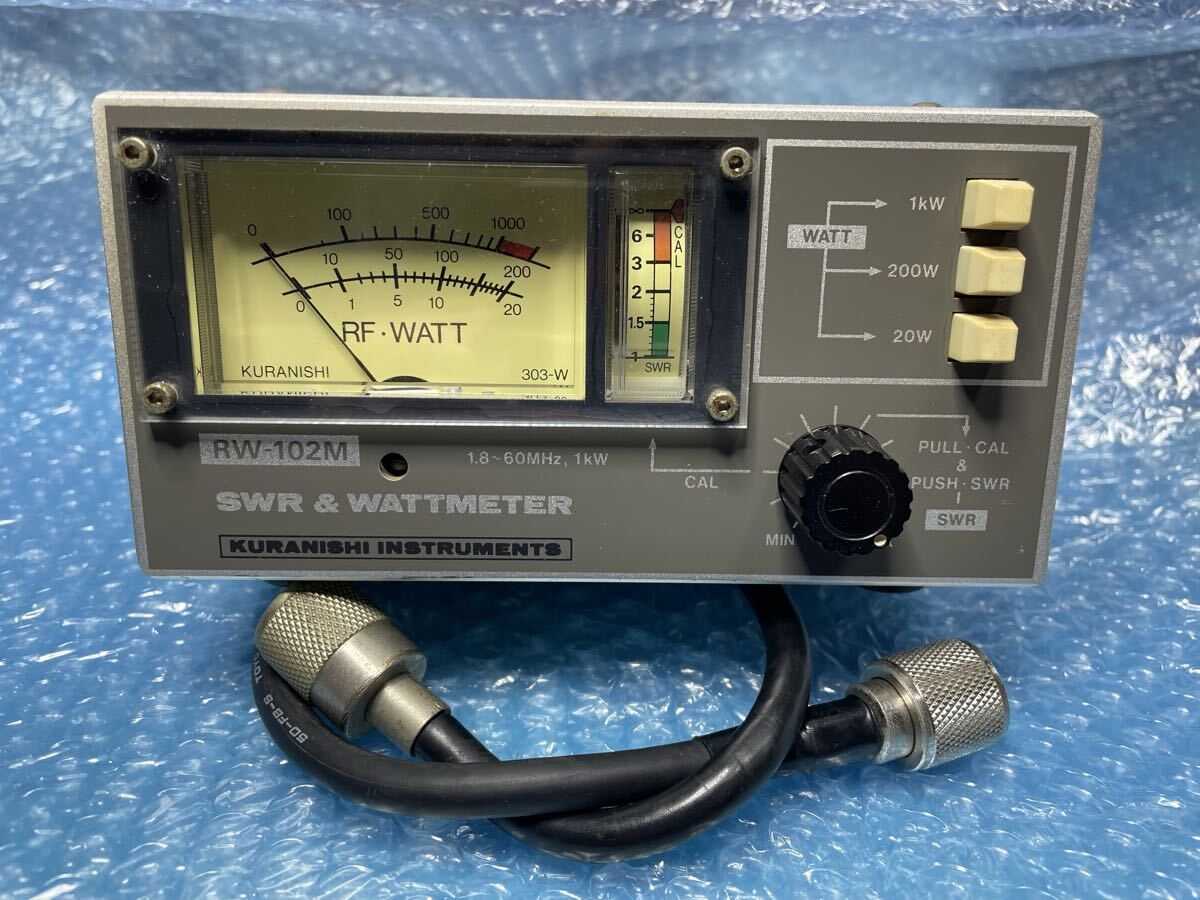 0 100 500 1000
10 50 100 200
0 1 5 10 20
RF·WATT
KURANISHI 303-W
∞
6
3
2
1.5
1
CAL
SWR
WATT
1kW
200W
20W
RW-102M
1.8~60MHz, 1kW
CAL
SWR & WATTMETER
KURANISHI INSTRUMENTS
PULL·CAL
&
PUSH·SWR
SWR
MIN
5D-FB-S